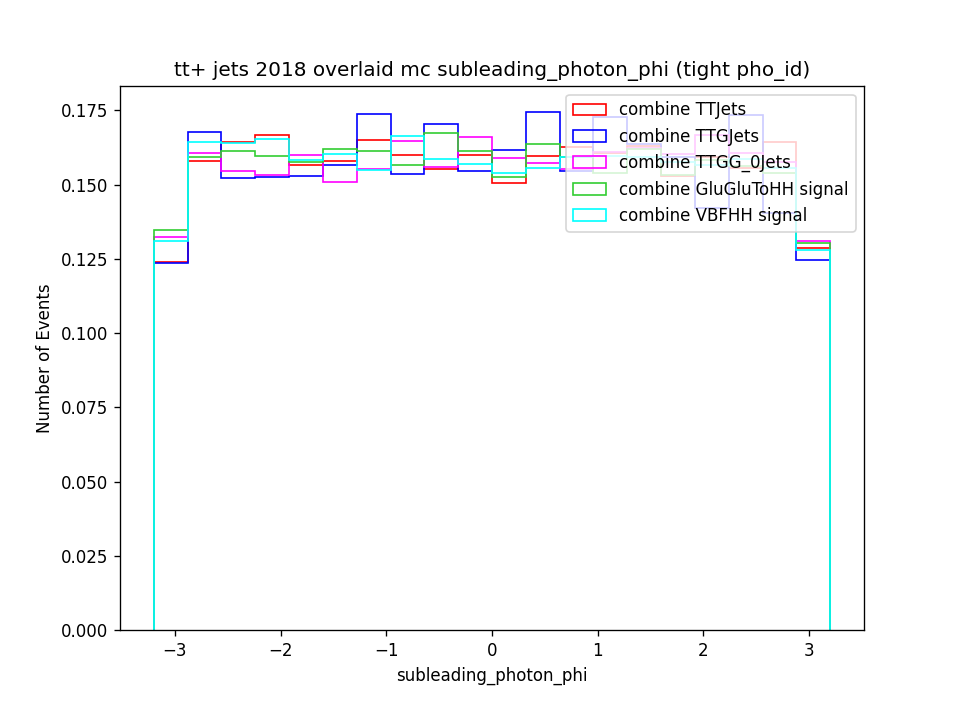 tt+ jets 2018 overlaid mc subleading_photon_phi (tight pho_id)
combine TTJets
combine TTGJets
combine TTGG_0Jets
combine GluGluToHH signal
combine VBFHH signal
0.175
0.150
0.125
0.100
0.075
0.050
0.025
0.000
Number of Events
−3 −2 −1 0 1 2 3
subleading_photon_phi